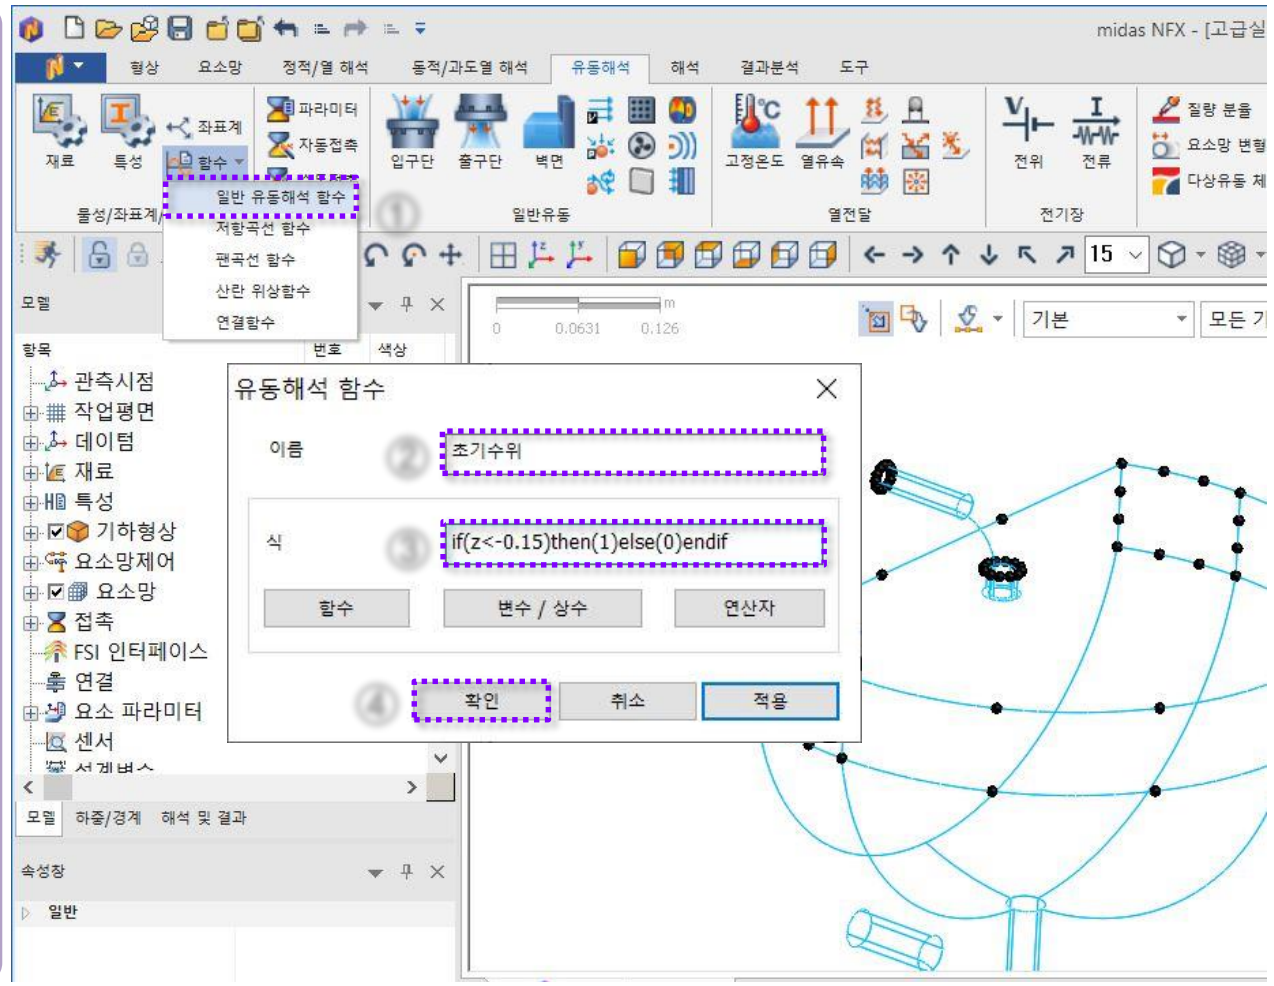 midas NFX - [고급실
형상 요소망 정적/열 해석 동적/과도열 해석 유동해석 해석 결과분석 도구
재료 특성 좌표계 함수 파라미터 자동접촉 입구단 출구단 벽면 고정온도 열유속 전위 전류 질량 분율 요소망 변형 다상유동 체
물성/좌표계/ 일반유동 열전달 전기장
일반 유동해석 함수 ①
저항곡선 함수
팬곡선 함수
산란 위상함수
연결함수
15
모델
m
0 0.0631 0.126
기본 모든 기
항목 번호 색상
관측시점
작업평면
데이텀
재료
특성
기하형상
요소망제어
요소망
접촉
FSI 인터페이스
연결
요소 파라미터
센서
설계변수
유동해석 함수
이름 ② 초기수위
식 ③ if(z<-0.15)then(1)else(0)endif
함수 변수 / 상수 연산자
④ 확인 취소 적용
모델 하중/경계 해석 및 결과
속성창
일반